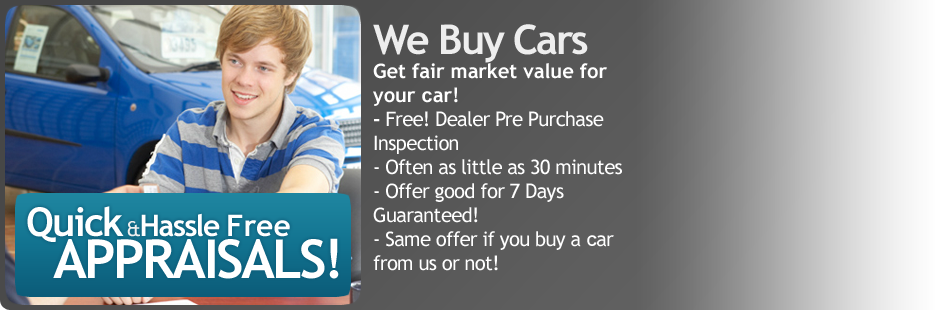 We Buy Cars
Get fair market value for
your car!
- Free! Dealer Pre Purchase
Inspection
- Often as little as 30 minutes
- Offer good for 7 Days
Guaranteed!
- Same offer if you buy a car
from us or not!
Quick & Hassle Free
APPRAISALS!